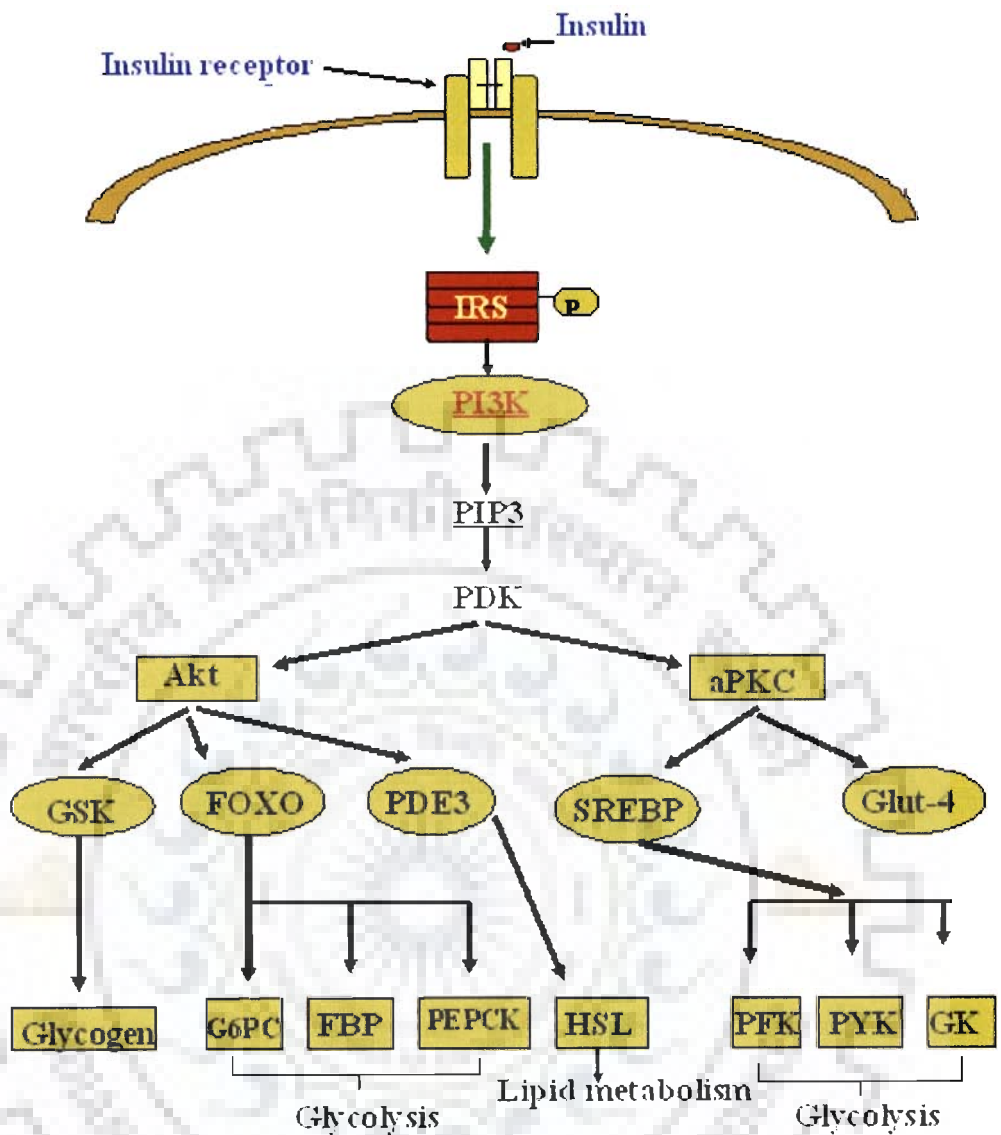 Insulin
Insulin receptor
IRS
P
PI3K
PIP3
PDK
Akt
aPKC
GSK
FOXO
PDE3
SREBP
Glut-4
Glycogen
G6PC
FBP
PEPCK
HSL
PFK
PYK
GK
Lipid metabolism
Glycolysis
Glycolysis